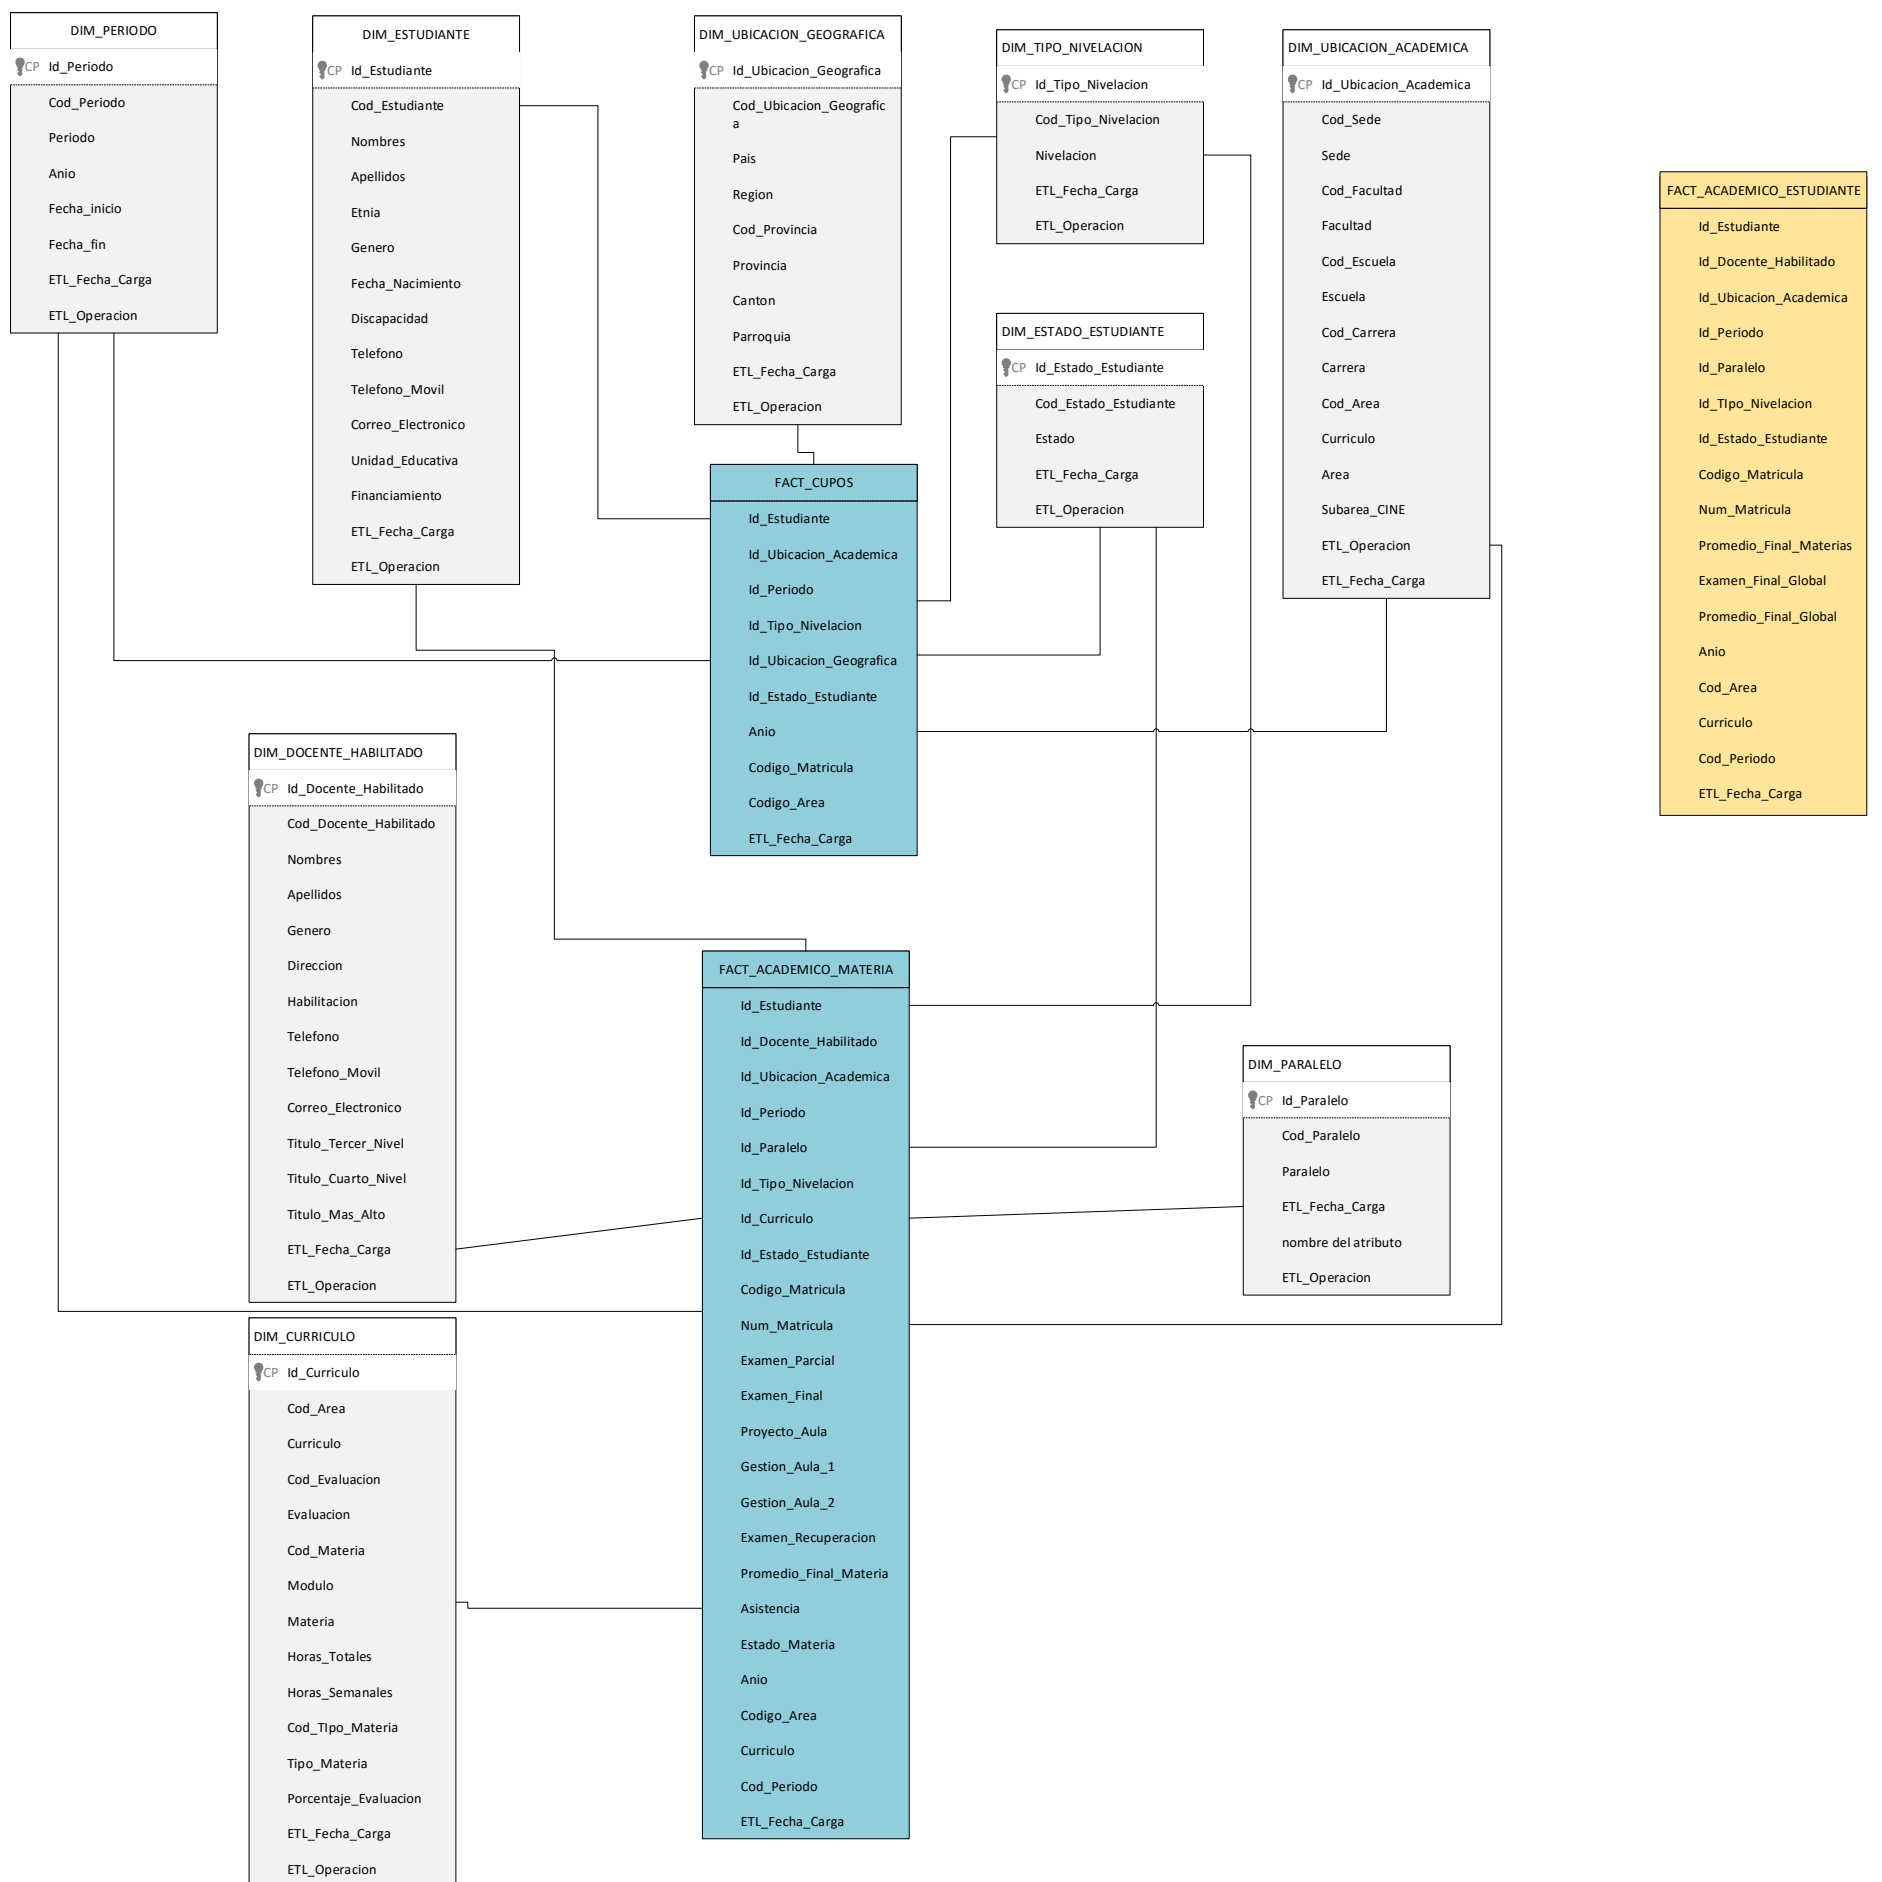 DIM_PERIODO
CP Id_Periodo
Cod_Periodo
Periodo
Anio
Fecha_inicio
Fecha_fin
ETL_Fecha_Carga
ETL_Operacion
DIM_ESTUDIANTE
CP Id_Estudiante
Cod_Estudiante
Nombres
Apellidos
Etnia
Genero
Fecha_Nacimiento
Discapacidad
Telefono
Telefono_Movil
Correo_Electronico
Unidad_Educativa
Financiamiento
ETL_Fecha_Carga
ETL_Operacion
DIM_UBICACION_GEOGRAFICA
CP Id_Ubicacion_Geografica
Cod_Ubicacion_Geografic
a
Pais
Region
Cod_Provincia
Provincia
Canton
Parroquia
ETL_Fecha_Carga
ETL_Operacion
DIM_TIPO_NIVELACION
CP Id_Tipo_Nivelacion
Cod_Tipo_Nivelacion
Nivelacion
ETL_Fecha_Carga
ETL_Operacion
DIM_ESTADO_ESTUDIANTE
CP Id_Estado_Estudiante
Cod_Estado_Estudiante
Estado
ETL_Fecha_Carga
ETL_Operacion
DIM_UBICACION_ACADEMICA
CP Id_Ubicacion_Academica
Cod_Sede
Sede
Cod_Facultad
Facultad
Cod_Escuela
Escuela
Cod_Carrera
Carrera
Cod_Area
Curriculo
Area
Subarea_CINE
ETL_Operacion
ETL_Fecha_Carga
FACT_ACADEMICO_ESTUDIANTE
Id_Estudiante
Id_Docente_Habilitado
Id_Ubicacion_Academica
Id_Periodo
Id_Paralelo
Id_TIpo_Nivelacion
Id_Estado_Estudiante
Codigo_Matricula
Num_Matricula
Promedio_Final_Materias
Examen_Final_Global
Promedio_Final_Global
Anio
Cod_Area
Curriculo
Cod_Periodo
ETL_Fecha_Carga
FACT_CUPOS
Id_Estudiante
Id_Ubicacion_Academica
Id_Periodo
Id_Tipo_Nivelacion
Id_Ubicacion_Geografica
Id_Estado_Estudiante
Anio
Codigo_Matricula
Codigo_Area
ETL_Fecha_Carga
DIM_DOCENTE_HABILITADO
CP Id_Docente_Habilitado
Cod_Docente_Habilitado
Nombres
Apellidos
Genero
Direccion
Habilitacion
Telefono
Telefono_Movil
Correo_Electronico
Titulo_Tercer_Nivel
Titulo_Cuarto_Nivel
Titulo_Mas_Alto
ETL_Fecha_Carga
ETL_Operacion
FACT_ACADEMICO_MATERIA
Id_Estudiante
Id_Docente_Habilitado
Id_Ubicacion_Academica
Id_Periodo
Id_Paralelo
Id_Tipo_Nivelacion
Id_Curriculo
Id_Estado_Estudiante
Codigo_Matricula
Num_Matricula
Examen_Parcial
Examen_Final
Proyecto_Aula
Gestion_Aula_1
Gestion_Aula_2
Examen_Recuperacion
Promedio_Final_Materia
Asistencia
Estado_Materia
Anio
Codigo_Area
Curriculo
Cod_Periodo
ETL_Fecha_Carga
DIM_PARALELO
CP Id_Paralelo
Cod_Paralelo
Paralelo
ETL_Fecha_Carga
nombre del atributo
ETL_Operacion
DIM_CURRICULO
CP Id_Curriculo
Cod_Area
Curriculo
Cod_Evaluacion
Evaluacion
Cod_Materia
Modulo
Materia
Horas_Totales
Horas_Semanales
Cod_TIpo_Materia
Tipo_Materia
Porcentaje_Evaluacion
ETL_Fecha_Carga
ETL_Operacion